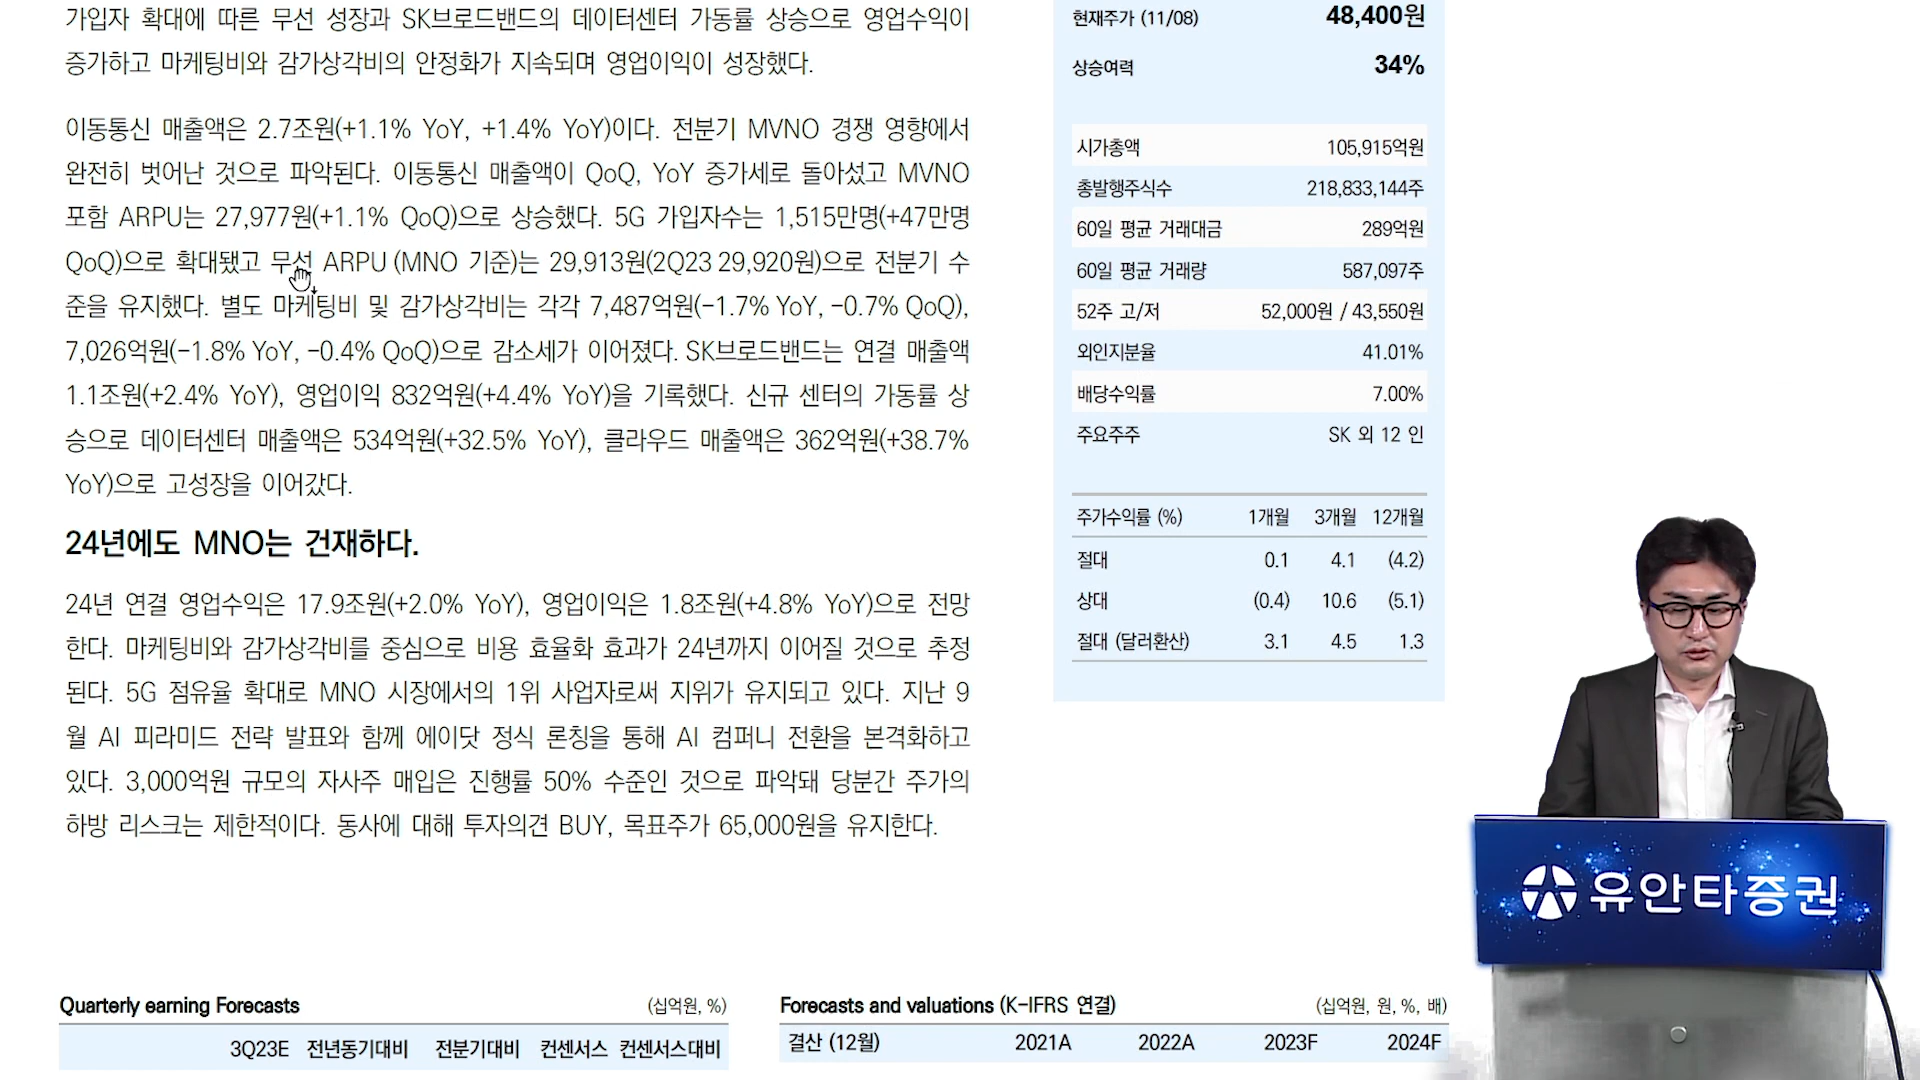 가입자 확대에 따른 무선 성장과 SK브로드밴드의 데이터센터 가동률 상승으로 영업수익이
증가하고 마케팅비와 감가상각비의 안정화가 지속되며 영업이익이 성장했다.
이동통신 매출액은 2.7조원(+1.1% YoY, +1.4% YoY)이다. 전분기 MVNO 경쟁 영향에서
완전히 벗어난 것으로 파악된다. 이동통신 매출액이 QoQ, YoY 증가세로 돌아섰고 MVNO
포함 ARPU는 27,977원(+1.1% QoQ)으로 상승했다. 5G 가입자수는 1,515만명(+47만명
QoQ)으로 확대됐고 무선 ARPU (MNO 기준)는 29,913원(2Q23 29,920원)으로 전분기 수
준을 유지했다. 별도 마케팅비 및 감가상각비는 각각 7,487억원(-1.7% YoY, -0.7% QoQ),
7,026억원(-1.8% YoY, -0.4% QoQ)으로 감소세가 이어졌다. SK브로드밴드는 연결 매출액
1.1조원(+2.4% YoY), 영업이익 832억원(+4.4% YoY)을 기록했다. 신규 센터의 가동률 상
승으로 데이터센터 매출액은 534억원(+32.5% YoY), 클라우드 매출액은 362억원(+38.7%
YoY)으로 고성장을 이어갔다.
24년에도 MNO는 건재하다.
24년 연결 영업수익은 17.9조원(+2.0% YoY), 영업이익은 1.8조원(+4.8% YoY)으로 전망
한다. 마케팅비와 감가상각비를 중심으로 비용 효율화 효과가 24년까지 이어질 것으로 추정
된다. 5G 점유율 확대로 MNO 시장에서의 1위 사업자로써 지위가 유지되고 있다. 지난 9
월 AI 피라미드 전략 발표와 함께 에이닷 정식 론칭을 통해 AI 컴퍼니 전환을 본격화하고
있다. 3,000억원 규모의 자사주 매입은 진행률 50% 수준인 것으로 파악돼 당분간 주가의
하방 리스크는 제한적이다. 동사에 대해 투자의견 BUY, 목표주가 65,000원을 유지한다.
현재주가 (11/08) 48,400원
상승여력 34%
시가총액 105,915억원
총발행주식수 218,833,144주
60일 평균 거래대금 289억원
60일 평균 거래량 587,097주
52주 고/저 52,000원 / 43,550원
외인지분율 41.01%
배당수익률 7.00%
주요주주 SK 외 12 인
주가수익률 (%) 1개월 3개월 12개월
절대 0.1 4.1 (4.2)
상대 (0.4) 10.6 (5.1)
절대 (달러환산) 3.1 4.5 1.3
유안타증권
Quarterly earning Forecasts (십억원, %)
3Q23E 전년동기대비 전분기대비 컨센서스 컨센서스대비
Forecasts and valuations (K-IFRS 연결) (십억원, 원, %, 배)
결산 (12월) 2021A 2022A 2023F 2024F